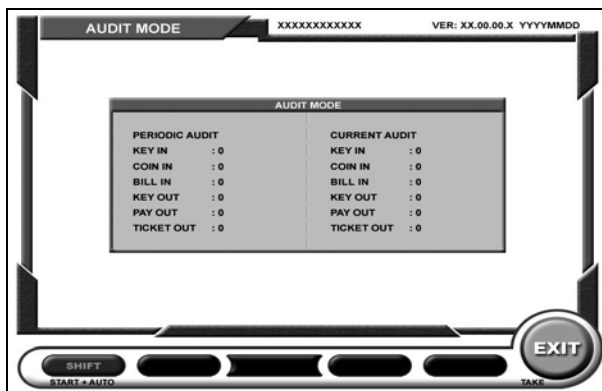 AUDIT MODE XXXXXXXXXXXX VER: XX.00.00.X YYYYMMDD
AUDIT MODE
PERIODIC AUDIT CURRENT AUDIT
KEY IN : 0 KEY IN : 0
COIN IN : 0 COIN IN : 0
BILL IN : 0 BILL IN : 0
KEY OUT : 0 KEY OUT : 0
PAY OUT : 0 PAY OUT : 0
TICKET OUT : 0 TICKET OUT : 0
EXIT
SHIFT
START + AUTO TAKE